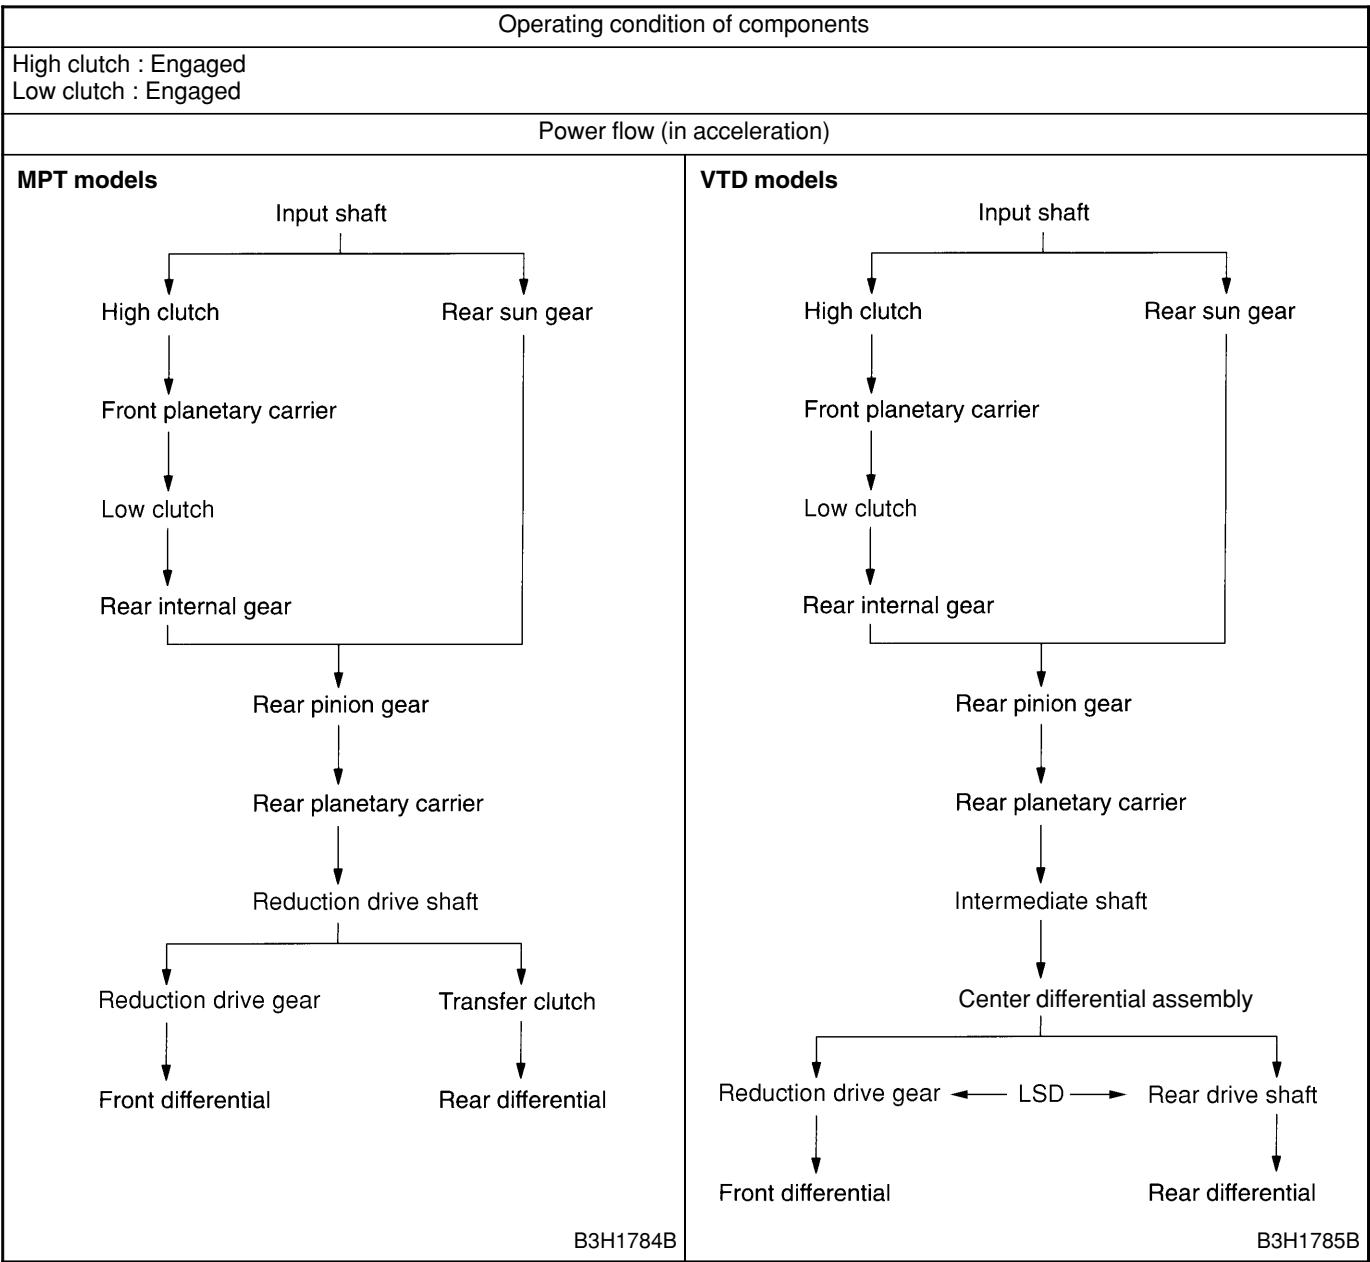 Operating condition of components
High clutch : Engaged
Low clutch : Engaged
Power flow (in acceleration)
MPT models
Input shaft
High clutch
Rear sun gear
Front planetary carrier
Low clutch
Rear internal gear
Rear pinion gear
Rear planetary carrier
Reduction drive shaft
Reduction drive gear
Transfer clutch
Front differential
Rear differential
B3H1784B
VTD models
Input shaft
High clutch
Rear sun gear
Front planetary carrier
Low clutch
Rear internal gear
Rear pinion gear
Rear planetary carrier
Intermediate shaft
Center differential assembly
Reduction drive gear
LSD
Rear drive shaft
Front differential
Rear differential
B3H1785B